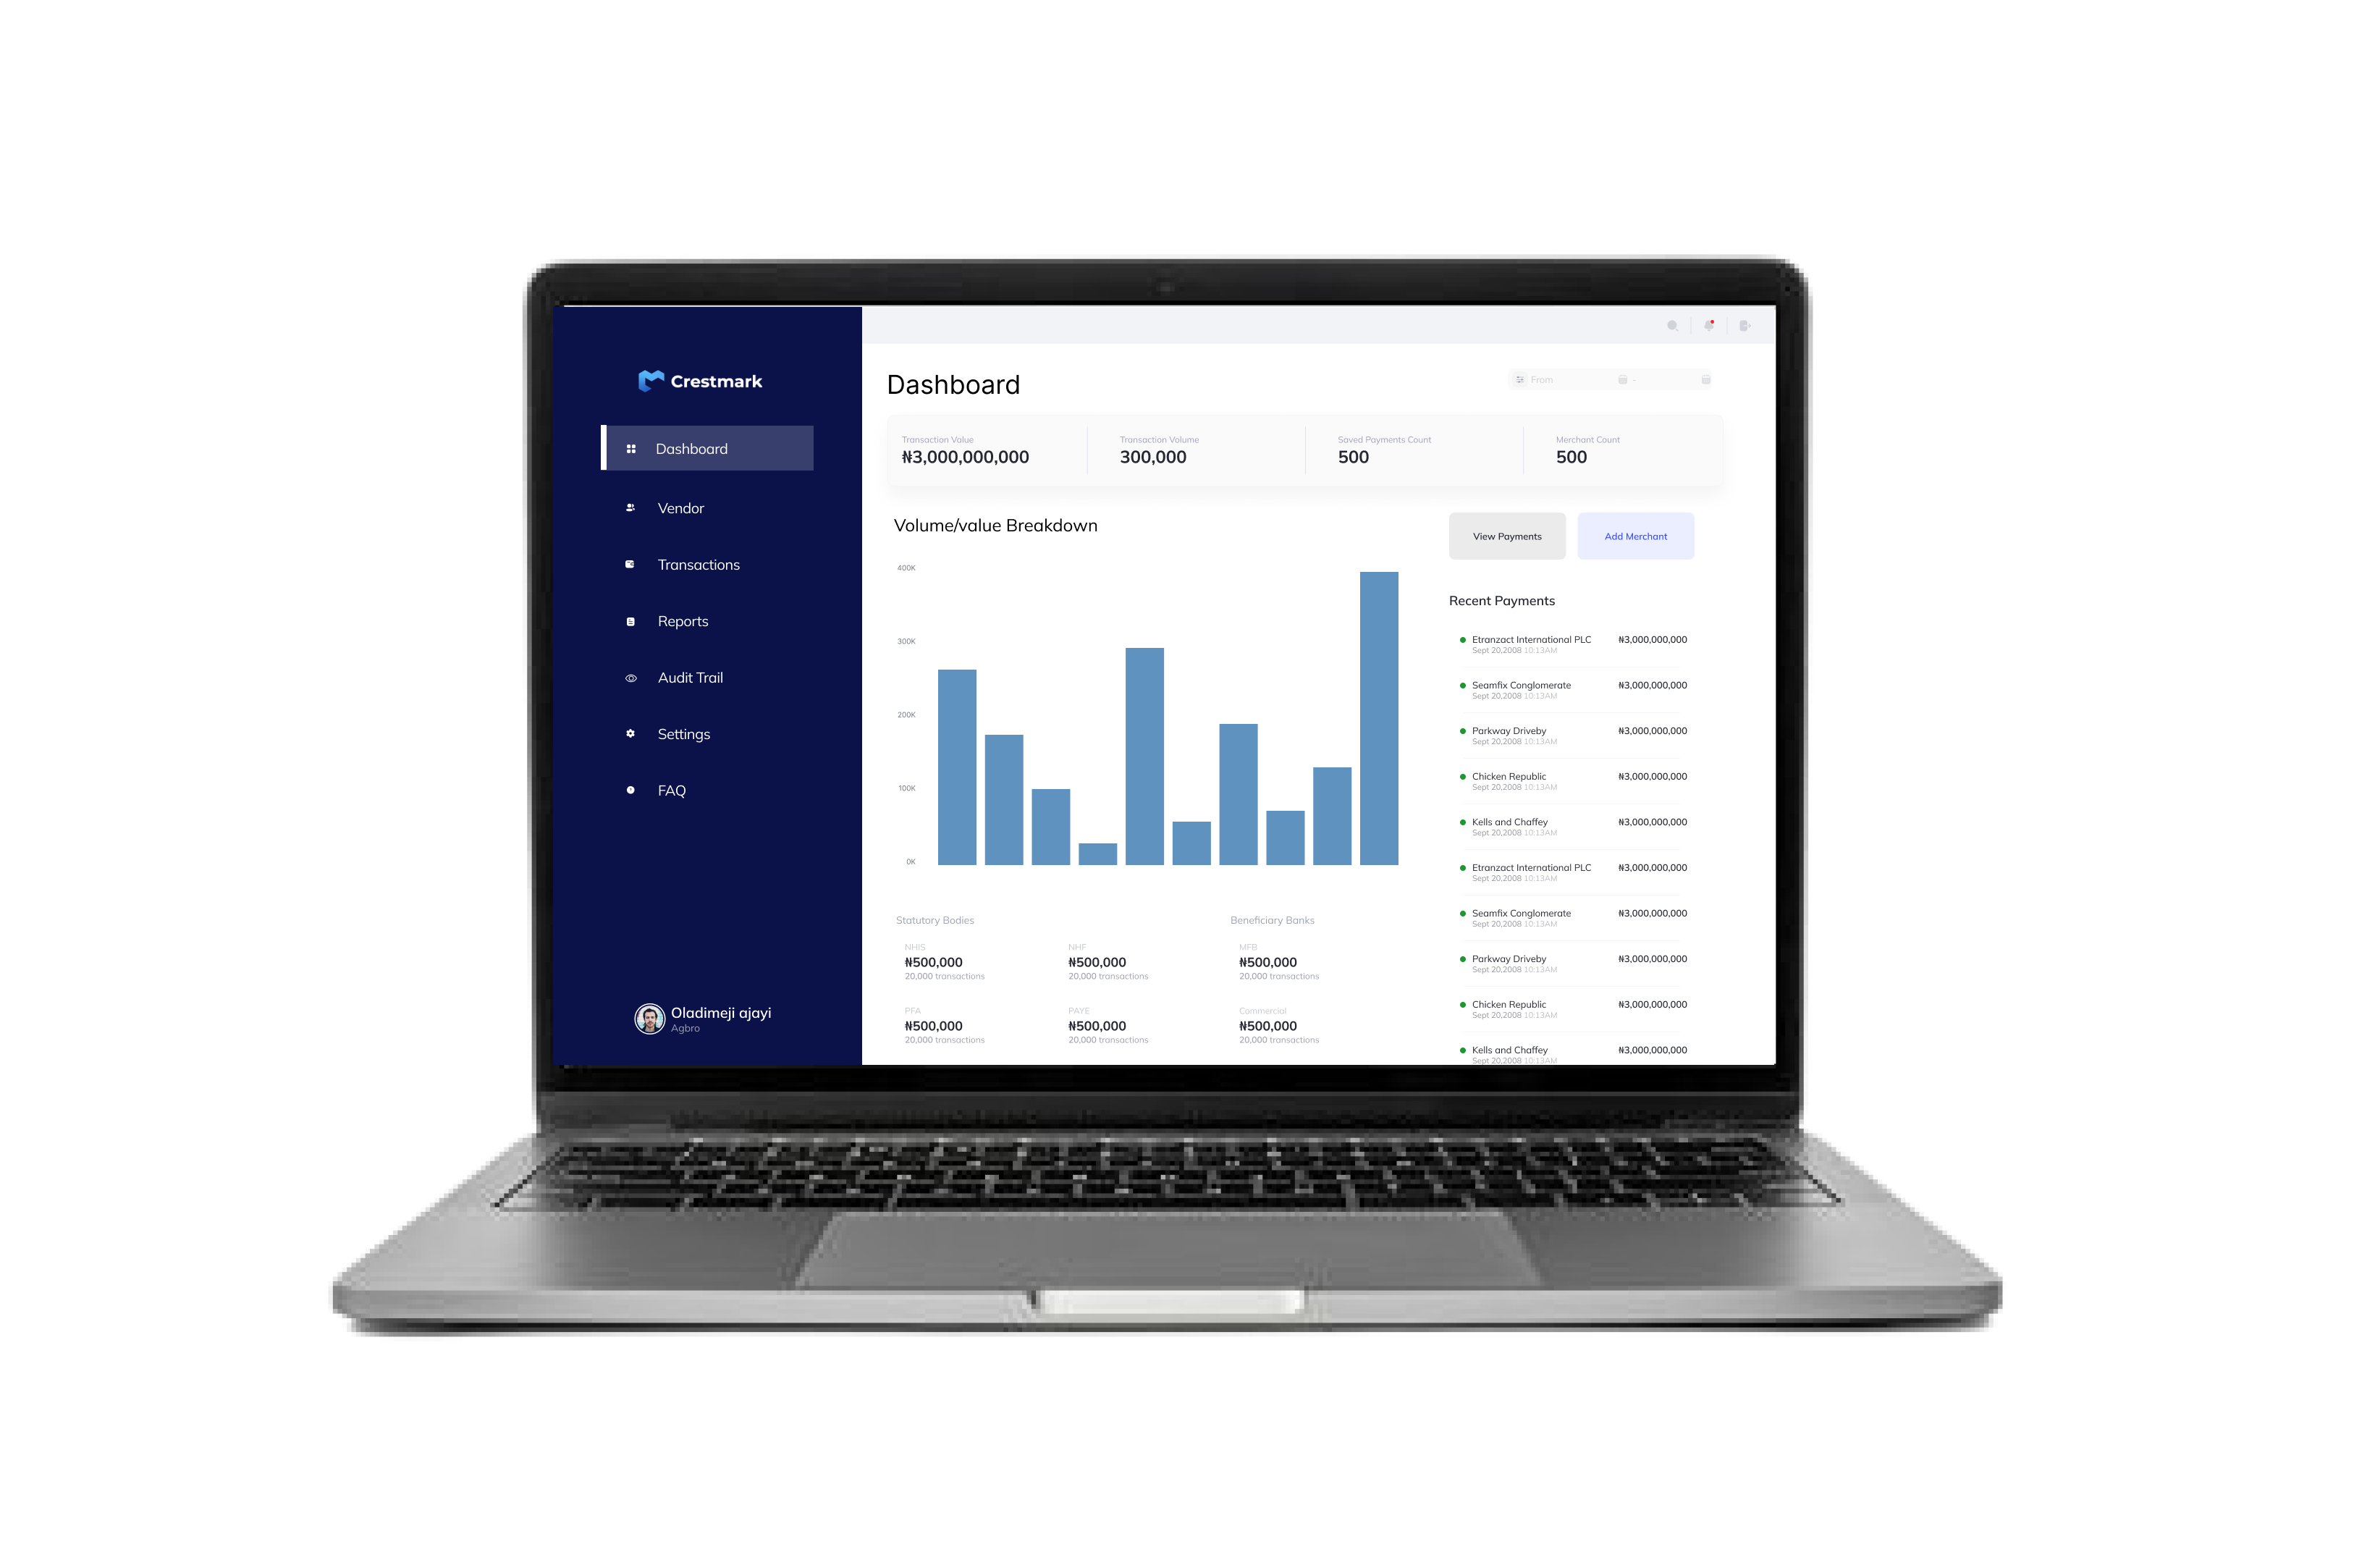 Crestmark
Dashboard
Vendor
Transactions
Reports
Audit Trail
Settings
FAQ
Oladimeji ajayi
Agbro
Dashboard
From
-
Transaction Value
₦3,000,000,000
Transaction Volume
300,000
Saved Payments Count
500
Merchant Count
500
Volume/value Breakdown
400K
300K
200K
100K
0K
Statutory Bodies
NHIS
₦500,000
20,000 transactions
NHF
₦500,000
20,000 transactions
PFA
₦500,000
20,000 transactions
PAYE
₦500,000
20,000 transactions
Beneficiary Banks
MFB
₦500,000
20,000 transactions
Commercial
₦500,000
20,000 transactions
View Payments
Add Merchant
Recent Payments
Etranzact International PLC ₦3,000,000,000
Sept 20,2008 10:13AM
Seamfix Conglomerate ₦3,000,000,000
Sept 20,2008 10:13AM
Parkway Driveby ₦3,000,000,000
Sept 20,2008 10:13AM
Chicken Republic ₦3,000,000,000
Sept 20,2008 10:13AM
Kells and Chaffey ₦3,000,000,000
Sept 20,2008 10:13AM
Etranzact International PLC ₦3,000,000,000
Sept 20,2008 10:13AM
Seamfix Conglomerate ₦3,000,000,000
Sept 20,2008 10:13AM
Parkway Driveby ₦3,000,000,000
Sept 20,2008 10:13AM
Chicken Republic ₦3,000,000,000
Sept 20,2008 10:13AM
Kells and Chaffey ₦3,000,000,000
Sept 20,2008 10:13AM